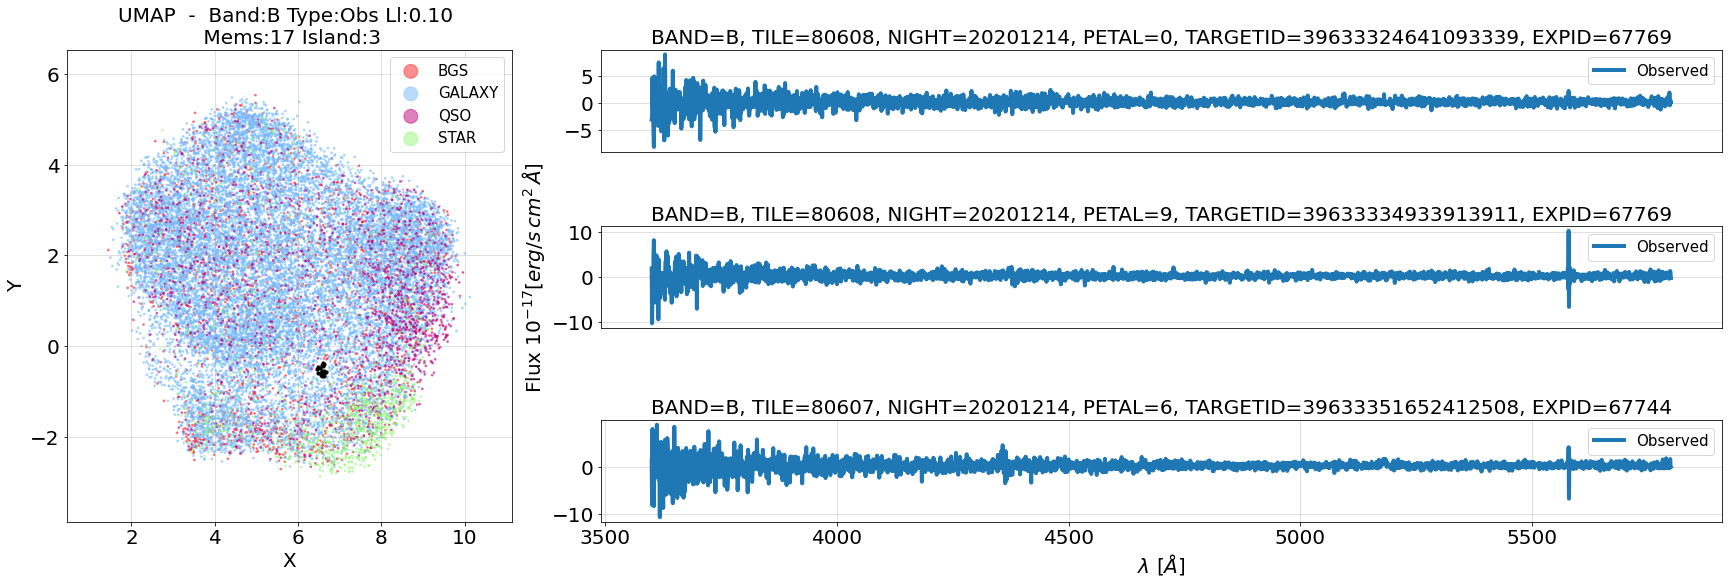 UMAP - Band:B Type:Obs Ll:0.10
Mems:17 Island:3
BGS
GALAXY
QSO
STAR
6
4
2
0
−2
Y
2
4
6
8
10
X
Flux 10⁻¹⁷[erg/s cm² Å]
BAND=B, TILE=80608, NIGHT=20201214, PETAL=0, TARGETID=39633324641093339, EXPID=67769
Observed
5
0
−5
BAND=B, TILE=80608, NIGHT=20201214, PETAL=9, TARGETID=39633334933913911, EXPID=67769
Observed
10
0
−10
BAND=B, TILE=80607, NIGHT=20201214, PETAL=6, TARGETID=39633351652412508, EXPID=67744
Observed
0
−10
3500
4000
4500
5000
5500
λ [Å]